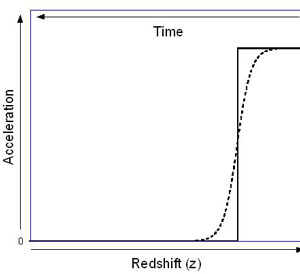 Time
Acceleration
0
Redshift (z)